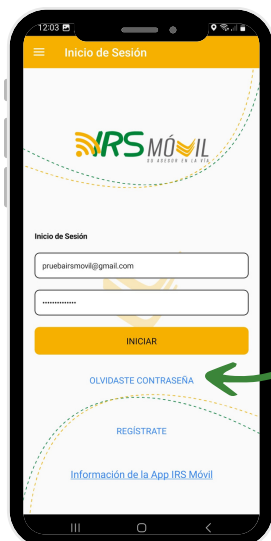 12:03
Inicio de Sesión
IRS MÓVIL
SU ASESOR EN LA VÍA
Inicio de Sesión
pruebairsmovil@gmail.com
INICIAR
OLVIDASTE CONTRASEÑA
REGÍSTRATE
Información de la App IRS Móvil